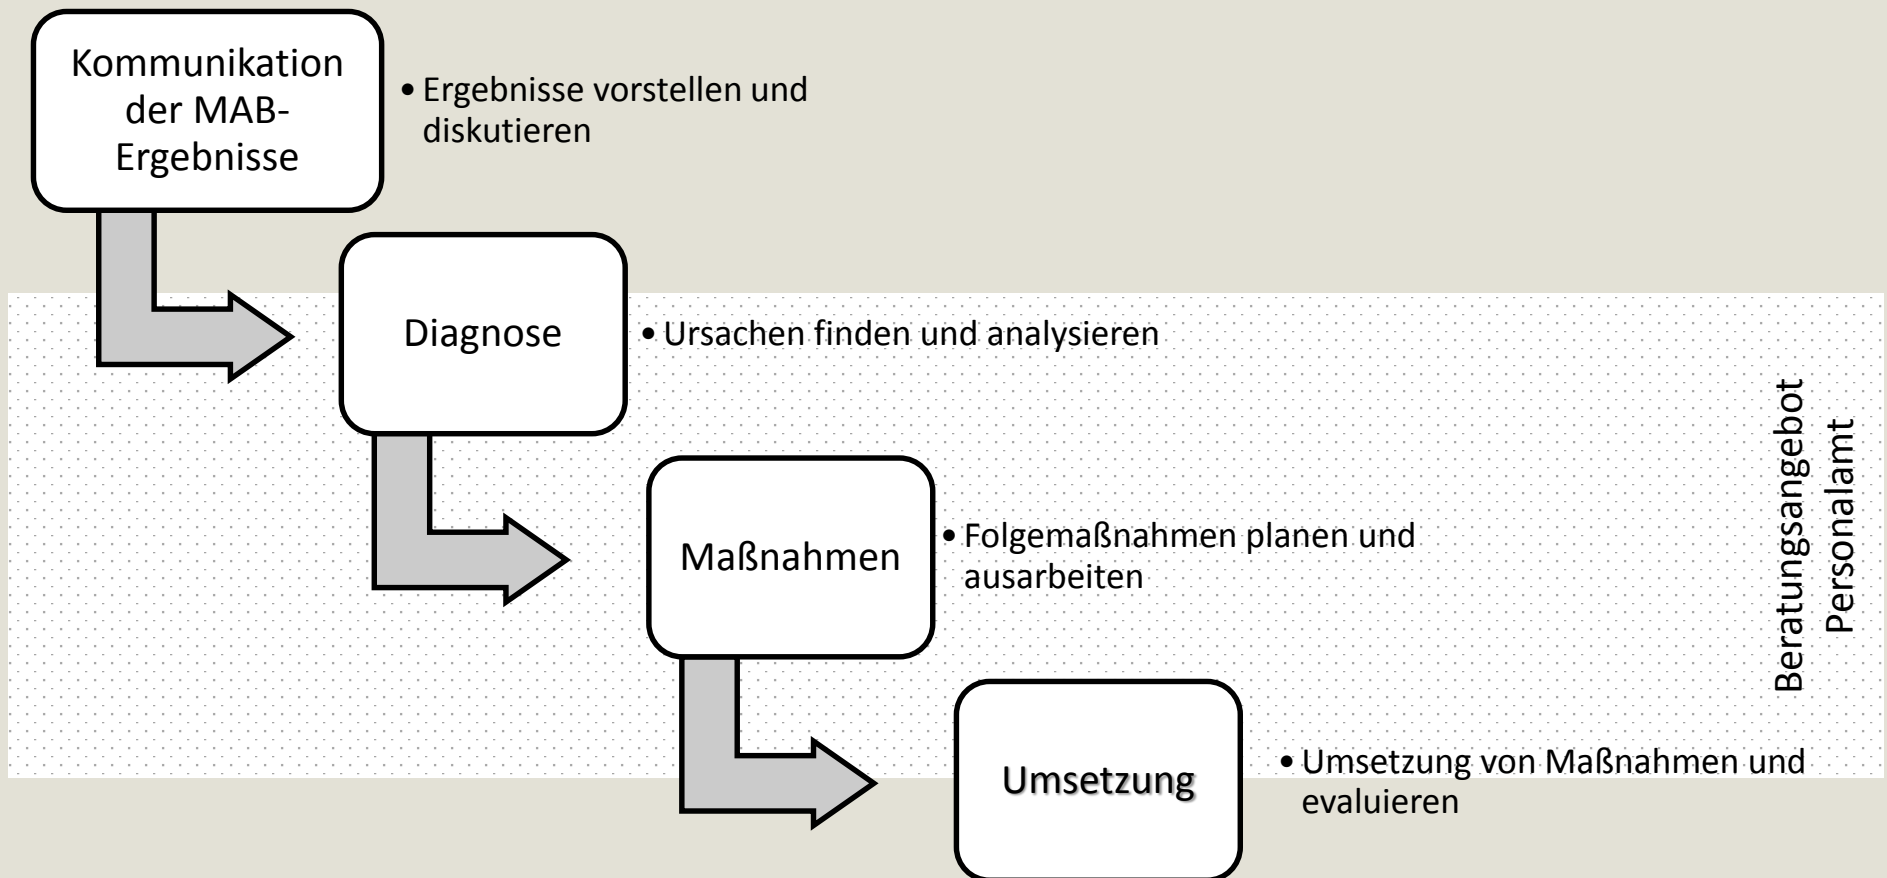 Kommunikation
der MAB-
Ergebnisse
• Ergebnisse vorstellen und
diskutieren
Diagnose
• Ursachen finden und analysieren
Maßnahmen
• Folgemaßnahmen planen und
ausarbeiten
Umsetzung
• Umsetzung von Maßnahmen und
evaluieren
Beratungsangebot
Personalamt